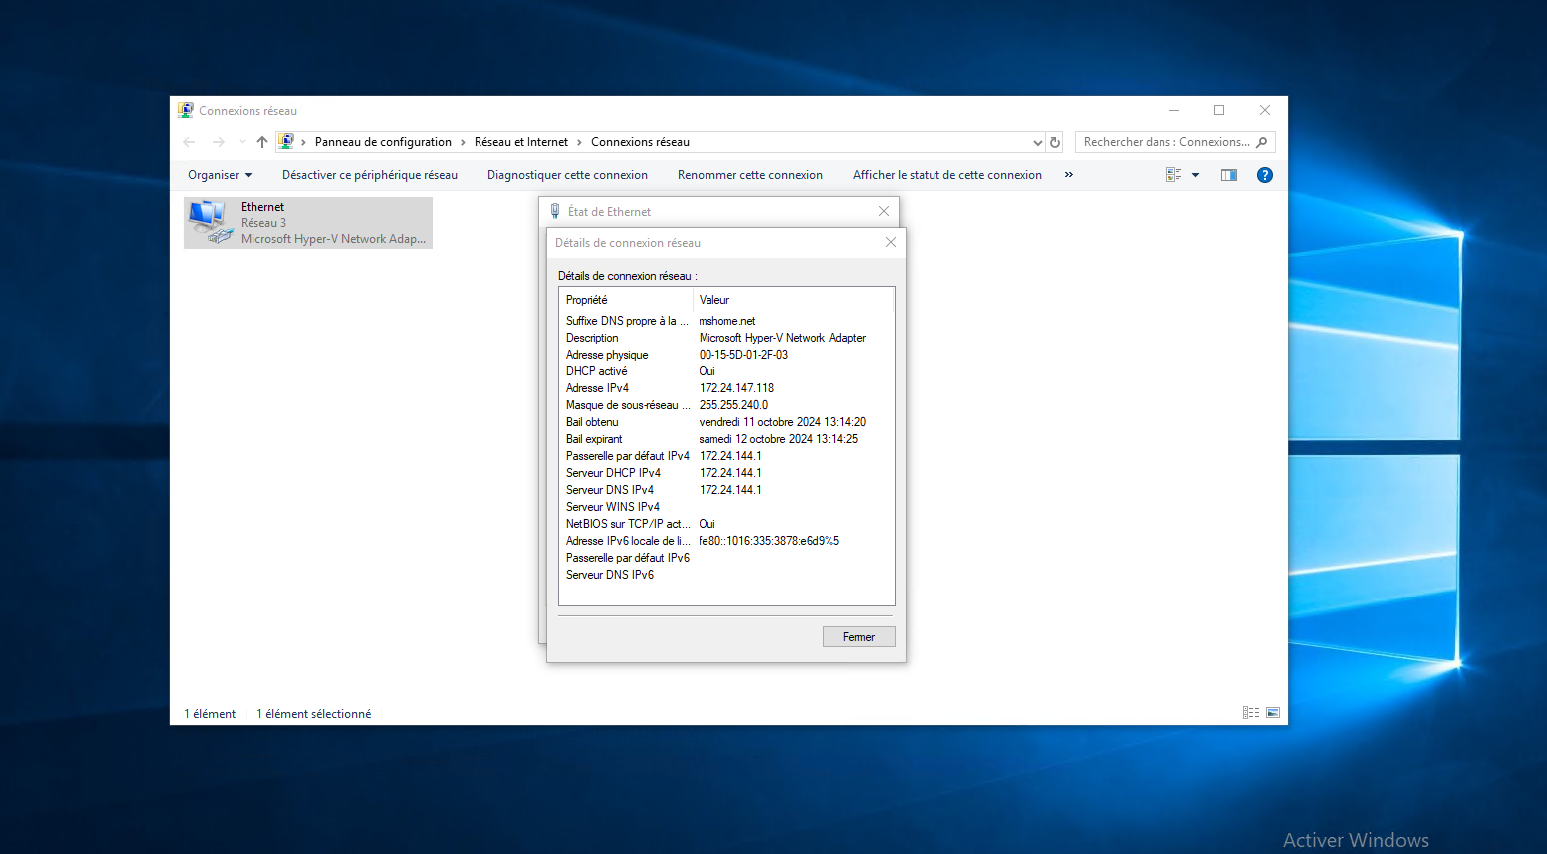 Connexions réseau
Panneau de configuration > Réseau et Internet > Connexions réseau
Rechercher dans : Connexions...
Organiser Désactiver ce périphérique réseau Diagnostiquer cette connexion Renommer cette connexion Afficher le statut de cette connexion »
Ethernet
Réseau 3
Microsoft Hyper-V Network Adap...
État de Ethernet
Détails de connexion réseau
Détails de connexion réseau :
Propriété Valeur
Suffixe DNS propre à la ... mshome.net
Description Microsoft Hyper-V Network Adapter
Adresse physique 00-15-5D-01-2F-03
DHCP activé Oui
Adresse IPv4 172.24.147.118
Masque de sous-réseau ... 255.255.240.0
Bail obtenu vendredi 11 octobre 2024 13:14:20
Bail expirant samedi 12 octobre 2024 13:14:25
Passerelle par défaut IPv4 172.24.144.1
Serveur DHCP IPv4 172.24.144.1
Serveur DNS IPv4 172.24.144.1
Serveur WINS IPv4
NetBIOS sur TCP/IP act... Oui
Adresse IPv6 locale de li... fe80::1016:335:3878:e6d9%5
Passerelle par défaut IPv6
Serveur DNS IPv6
Fermer
1 élément 1 élément sélectionné
Activer Windows